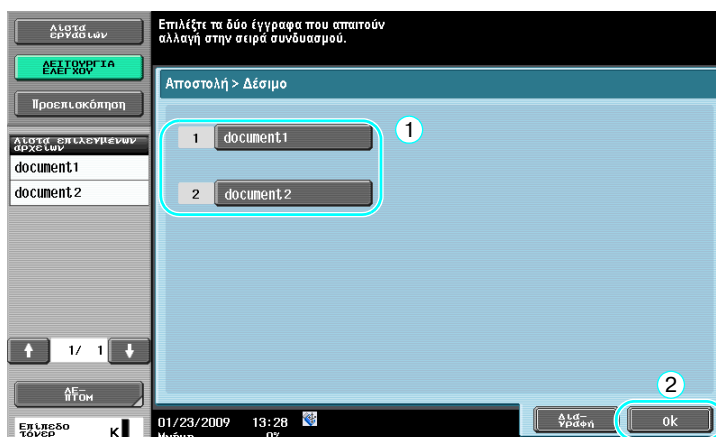 Λίστα
εργασιών
Επιλέξτε τα δύο έγγραφα που απαιτούν
αλλαγή στην σειρά συνδυασμού.
ΛΕΙΤΟΥΡΓΙΑ
ΕΛΕΓΧΟΥ
Προεπισκόπηση
Αποστολή > Δέσιμο
Λίστα επιλεγμένων
αρχείων
document1
document2
1 document1
2 document2
1
1/ 1
ΛΕ-
ΠΤΟΜ
2
Επίπεδο
τόνερ K
01/23/2009 13:28
Μνήμη 0%
Δια-
γραφή
ok